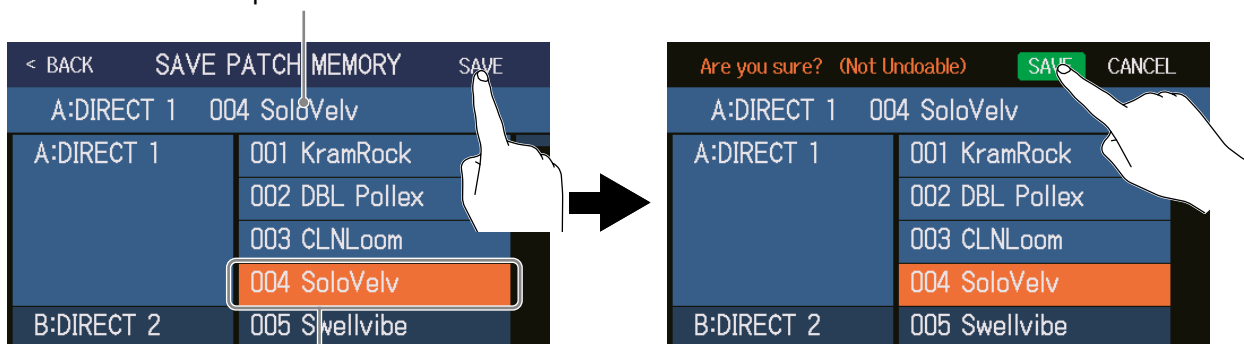 < BACK SAVE PATCH MEMORY SAVE
A:DIRECT 1 004 SoloVelv
A:DIRECT 1 001 KramRock
002 DBL Pollex
003 CLNLoom
004 SoloVelv
B:DIRECT 2 005 Swellvibe
Are you sure? (Not Undoable) SAVE CANCEL
A:DIRECT 1 004 SoloVelv
A:DIRECT 1 001 KramRock
002 DBL Pollex
003 CLNLoom
004 SoloVelv
B:DIRECT 2 005 Swellvibe